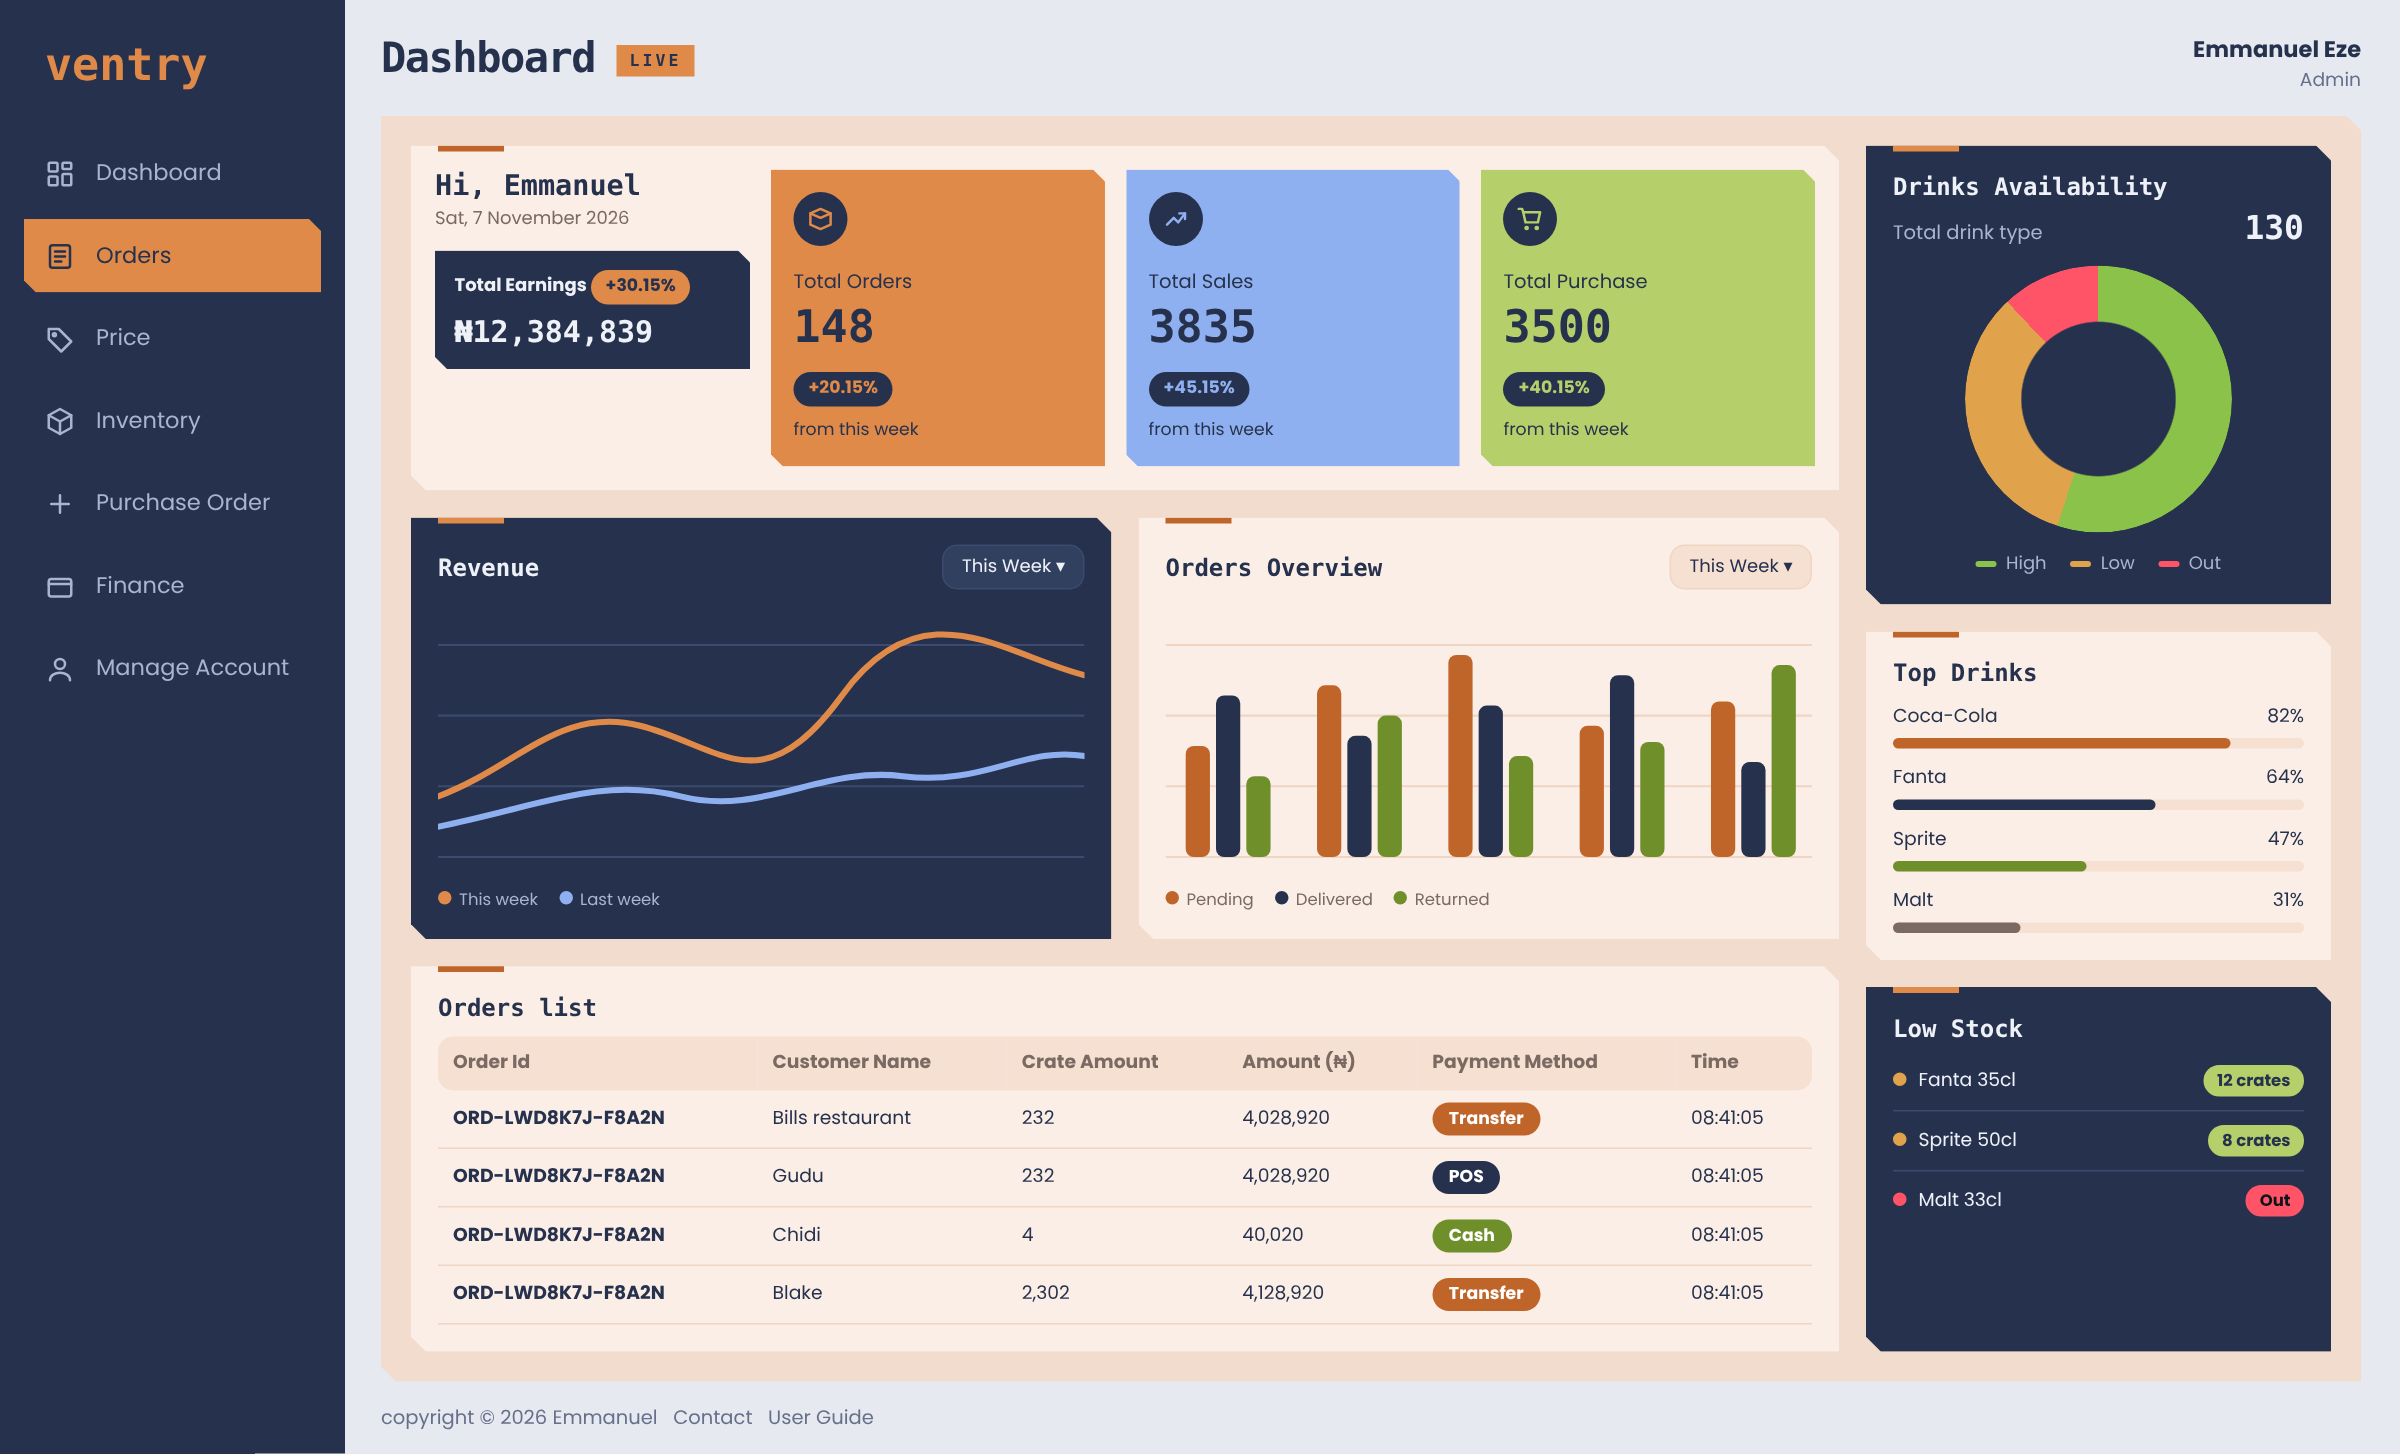 ventry
Dashboard
Orders
Price
Inventory
Purchase Order
Finance
Manage Account
Dashboard LIVE
Emmanuel Eze
Admin
Hi, Emmanuel
Sat, 7 November 2026
Total Earnings +30.15%
₦12,384,839
Total Orders
148
+20.15%
from this week
Total Sales
3835
+45.15%
from this week
Total Purchase
3500
+40.15%
from this week
Drinks Availability
Total drink type 130
High Low Out
Revenue
This Week ▾
This week Last week
Orders Overview
This Week ▾
Pending Delivered Returned
Top Drinks
Coca-Cola 82%
Fanta 64%
Sprite 47%
Malt 31%
Orders list
Order Id Customer Name Crate Amount Amount (₦) Payment Method Time
ORD-LWD8K7J-F8A2N Bills restaurant 232 4,028,920 Transfer 08:41:05
ORD-LWD8K7J-F8A2N Gudu 232 4,028,920 POS 08:41:05
ORD-LWD8K7J-F8A2N Chidi 4 40,020 Cash 08:41:05
ORD-LWD8K7J-F8A2N Blake 2,302 4,128,920 Transfer 08:41:05
Low Stock
Fanta 35cl 12 crates
Sprite 50cl 8 crates
Malt 33cl Out
copyright © 2026 Emmanuel Contact User Guide